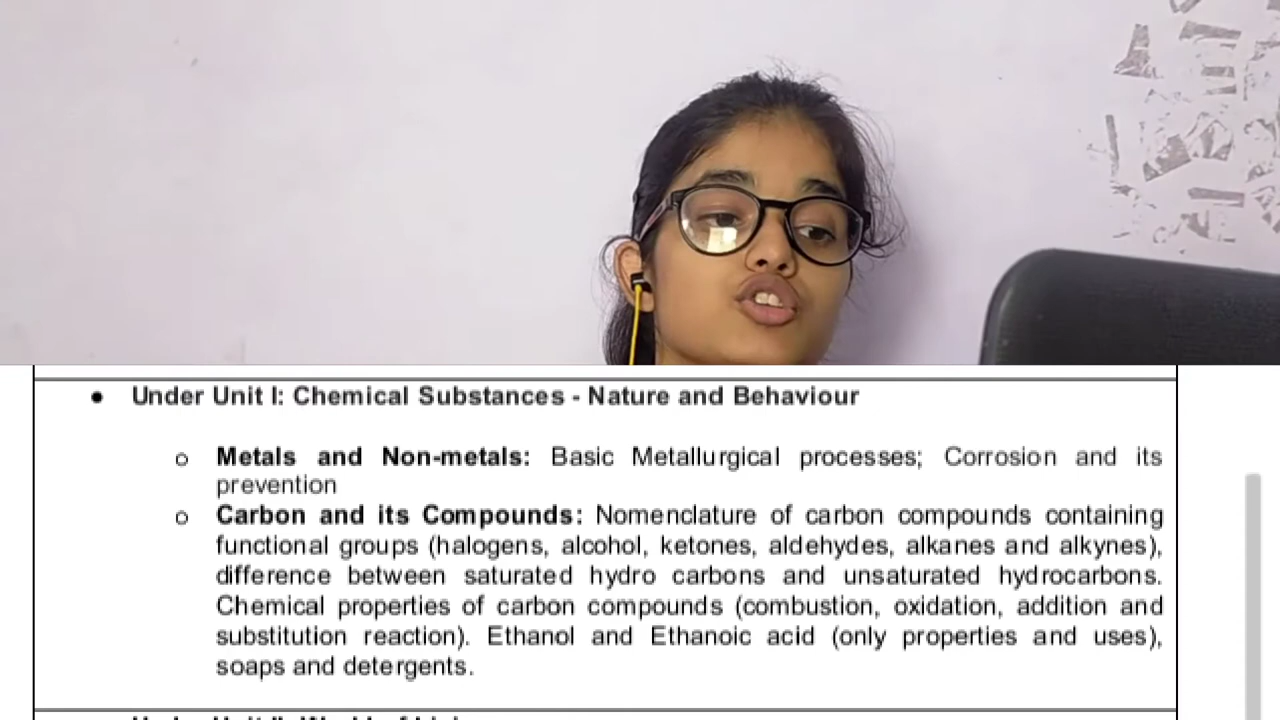 • Under Unit I: Chemical Substances - Nature and Behaviour
o Metals and Non-metals: Basic Metallurgical processes; Corrosion and its
prevention
o Carbon and its Compounds: Nomenclature of carbon compounds containing
functional groups (halogens, alcohol, ketones, aldehydes, alkanes and alkynes),
difference between saturated hydro carbons and unsaturated hydrocarbons.
Chemical properties of carbon compounds (combustion, oxidation, addition and
substitution reaction). Ethanol and Ethanoic acid (only properties and uses),
soaps and detergents.